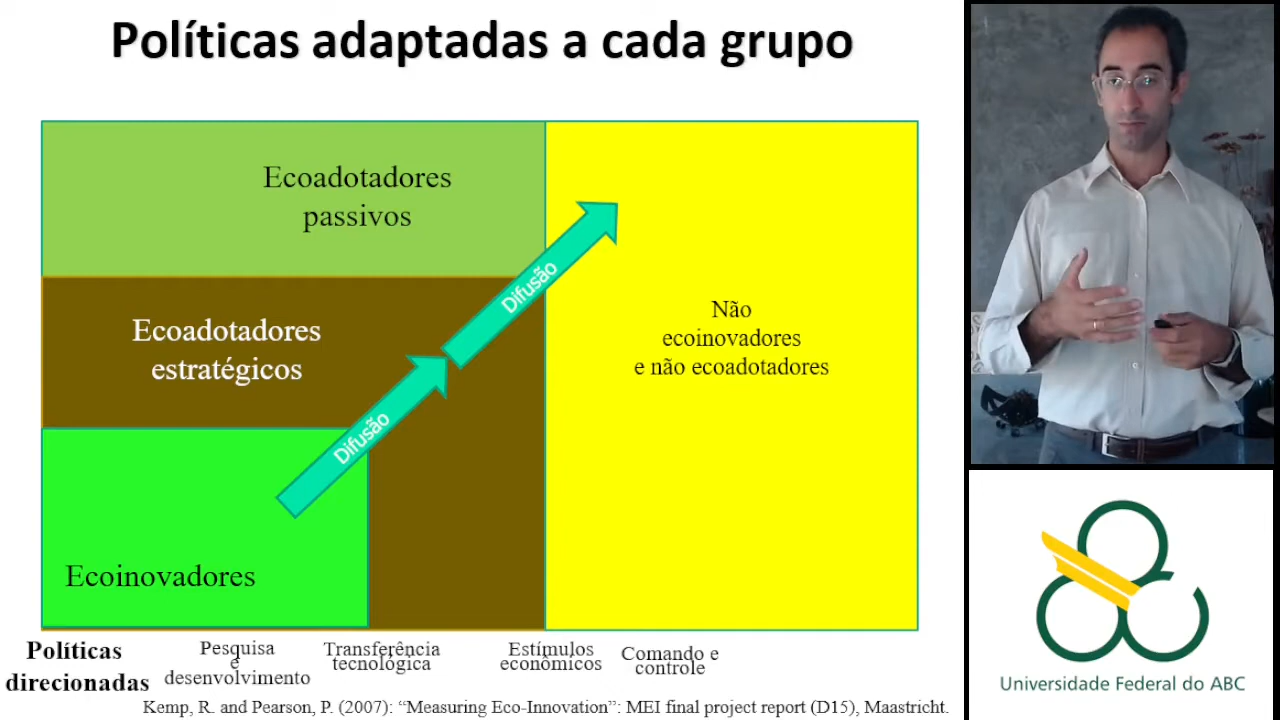 Políticas adaptadas a cada grupo
Ecoadotadores
passivos
Difusão
Ecoadotadores
estratégicos
Não
ecoinovadores
e não ecoadotadores
Difusão
Ecoinovadores
Políticas
direcionadas
Pesquisa
e
desenvolvimento
Transferência
tecnológica
Estímulos
econômicos
Comando e
controle
Kemp, R. and Pearson, P. (2007): “Measuring Eco-Innovation”: MEI final project report (D15), Maastricht.
Universidade Federal do ABC